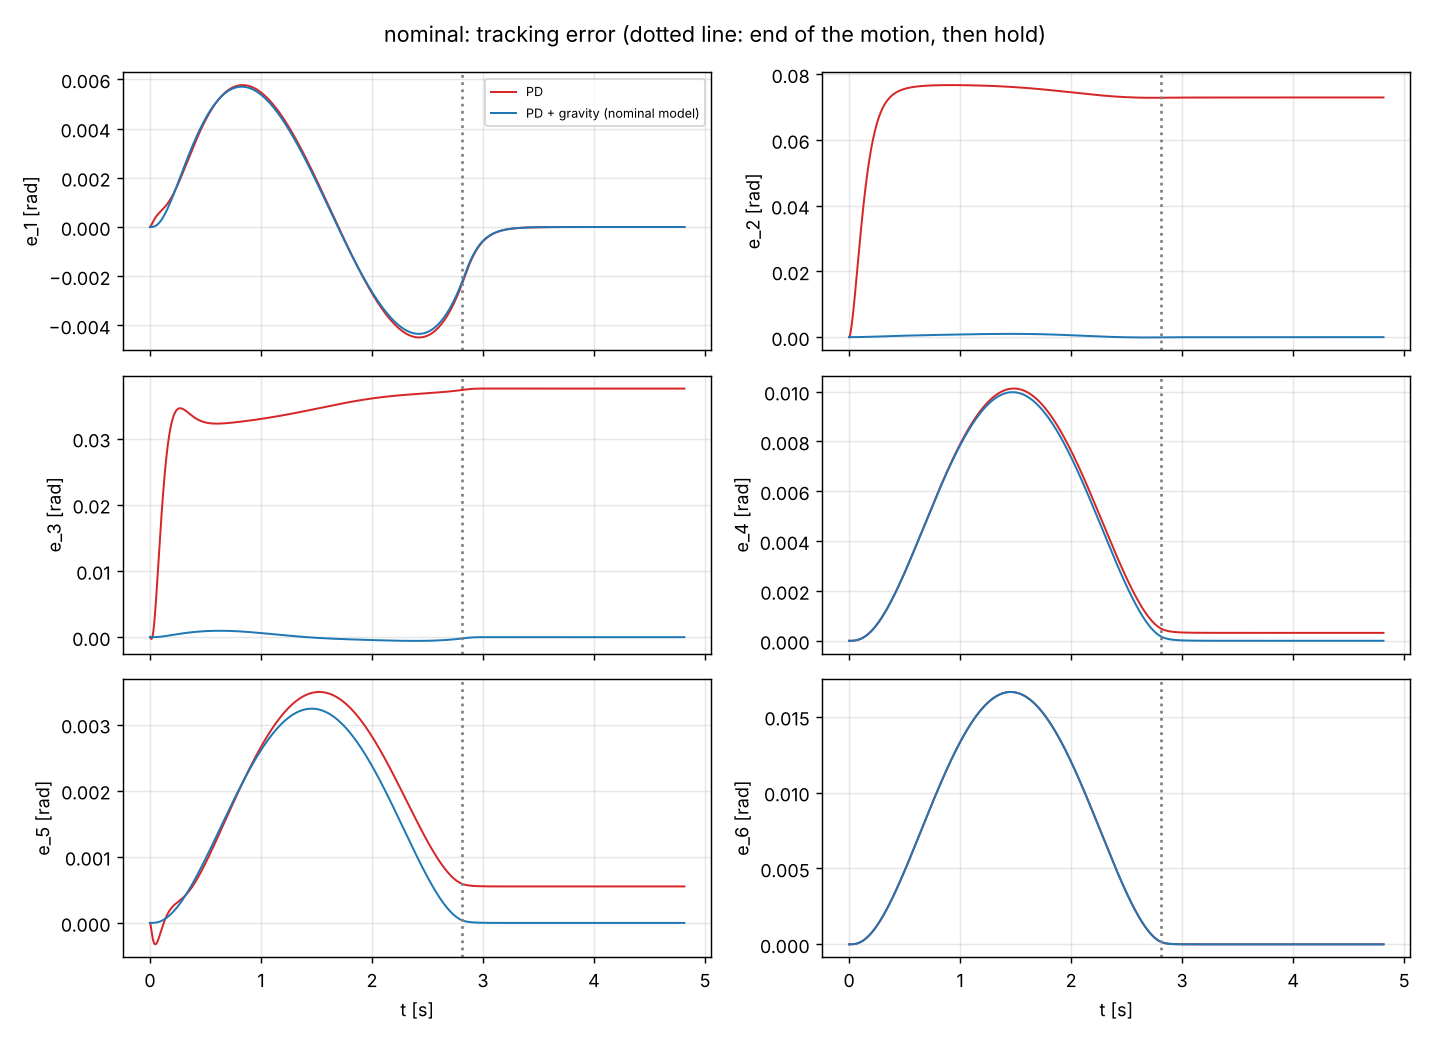 nominal: tracking error (dotted line: end of the motion, then hold)
PD
PD + gravity (nominal model)
e_1 [rad]
0.006
0.004
0.002
0.000
−0.002
−0.004
e_2 [rad]
0.08
0.06
0.04
0.02
0.00
e_3 [rad]
0.03
0.02
0.01
0.00
e_4 [rad]
0.010
0.008
0.006
0.004
0.002
0.000
e_5 [rad]
0.003
0.002
0.001
0.000
0 1 2 3 4 5
t [s]
e_6 [rad]
0.015
0.010
0.005
0.000
0 1 2 3 4 5
t [s]